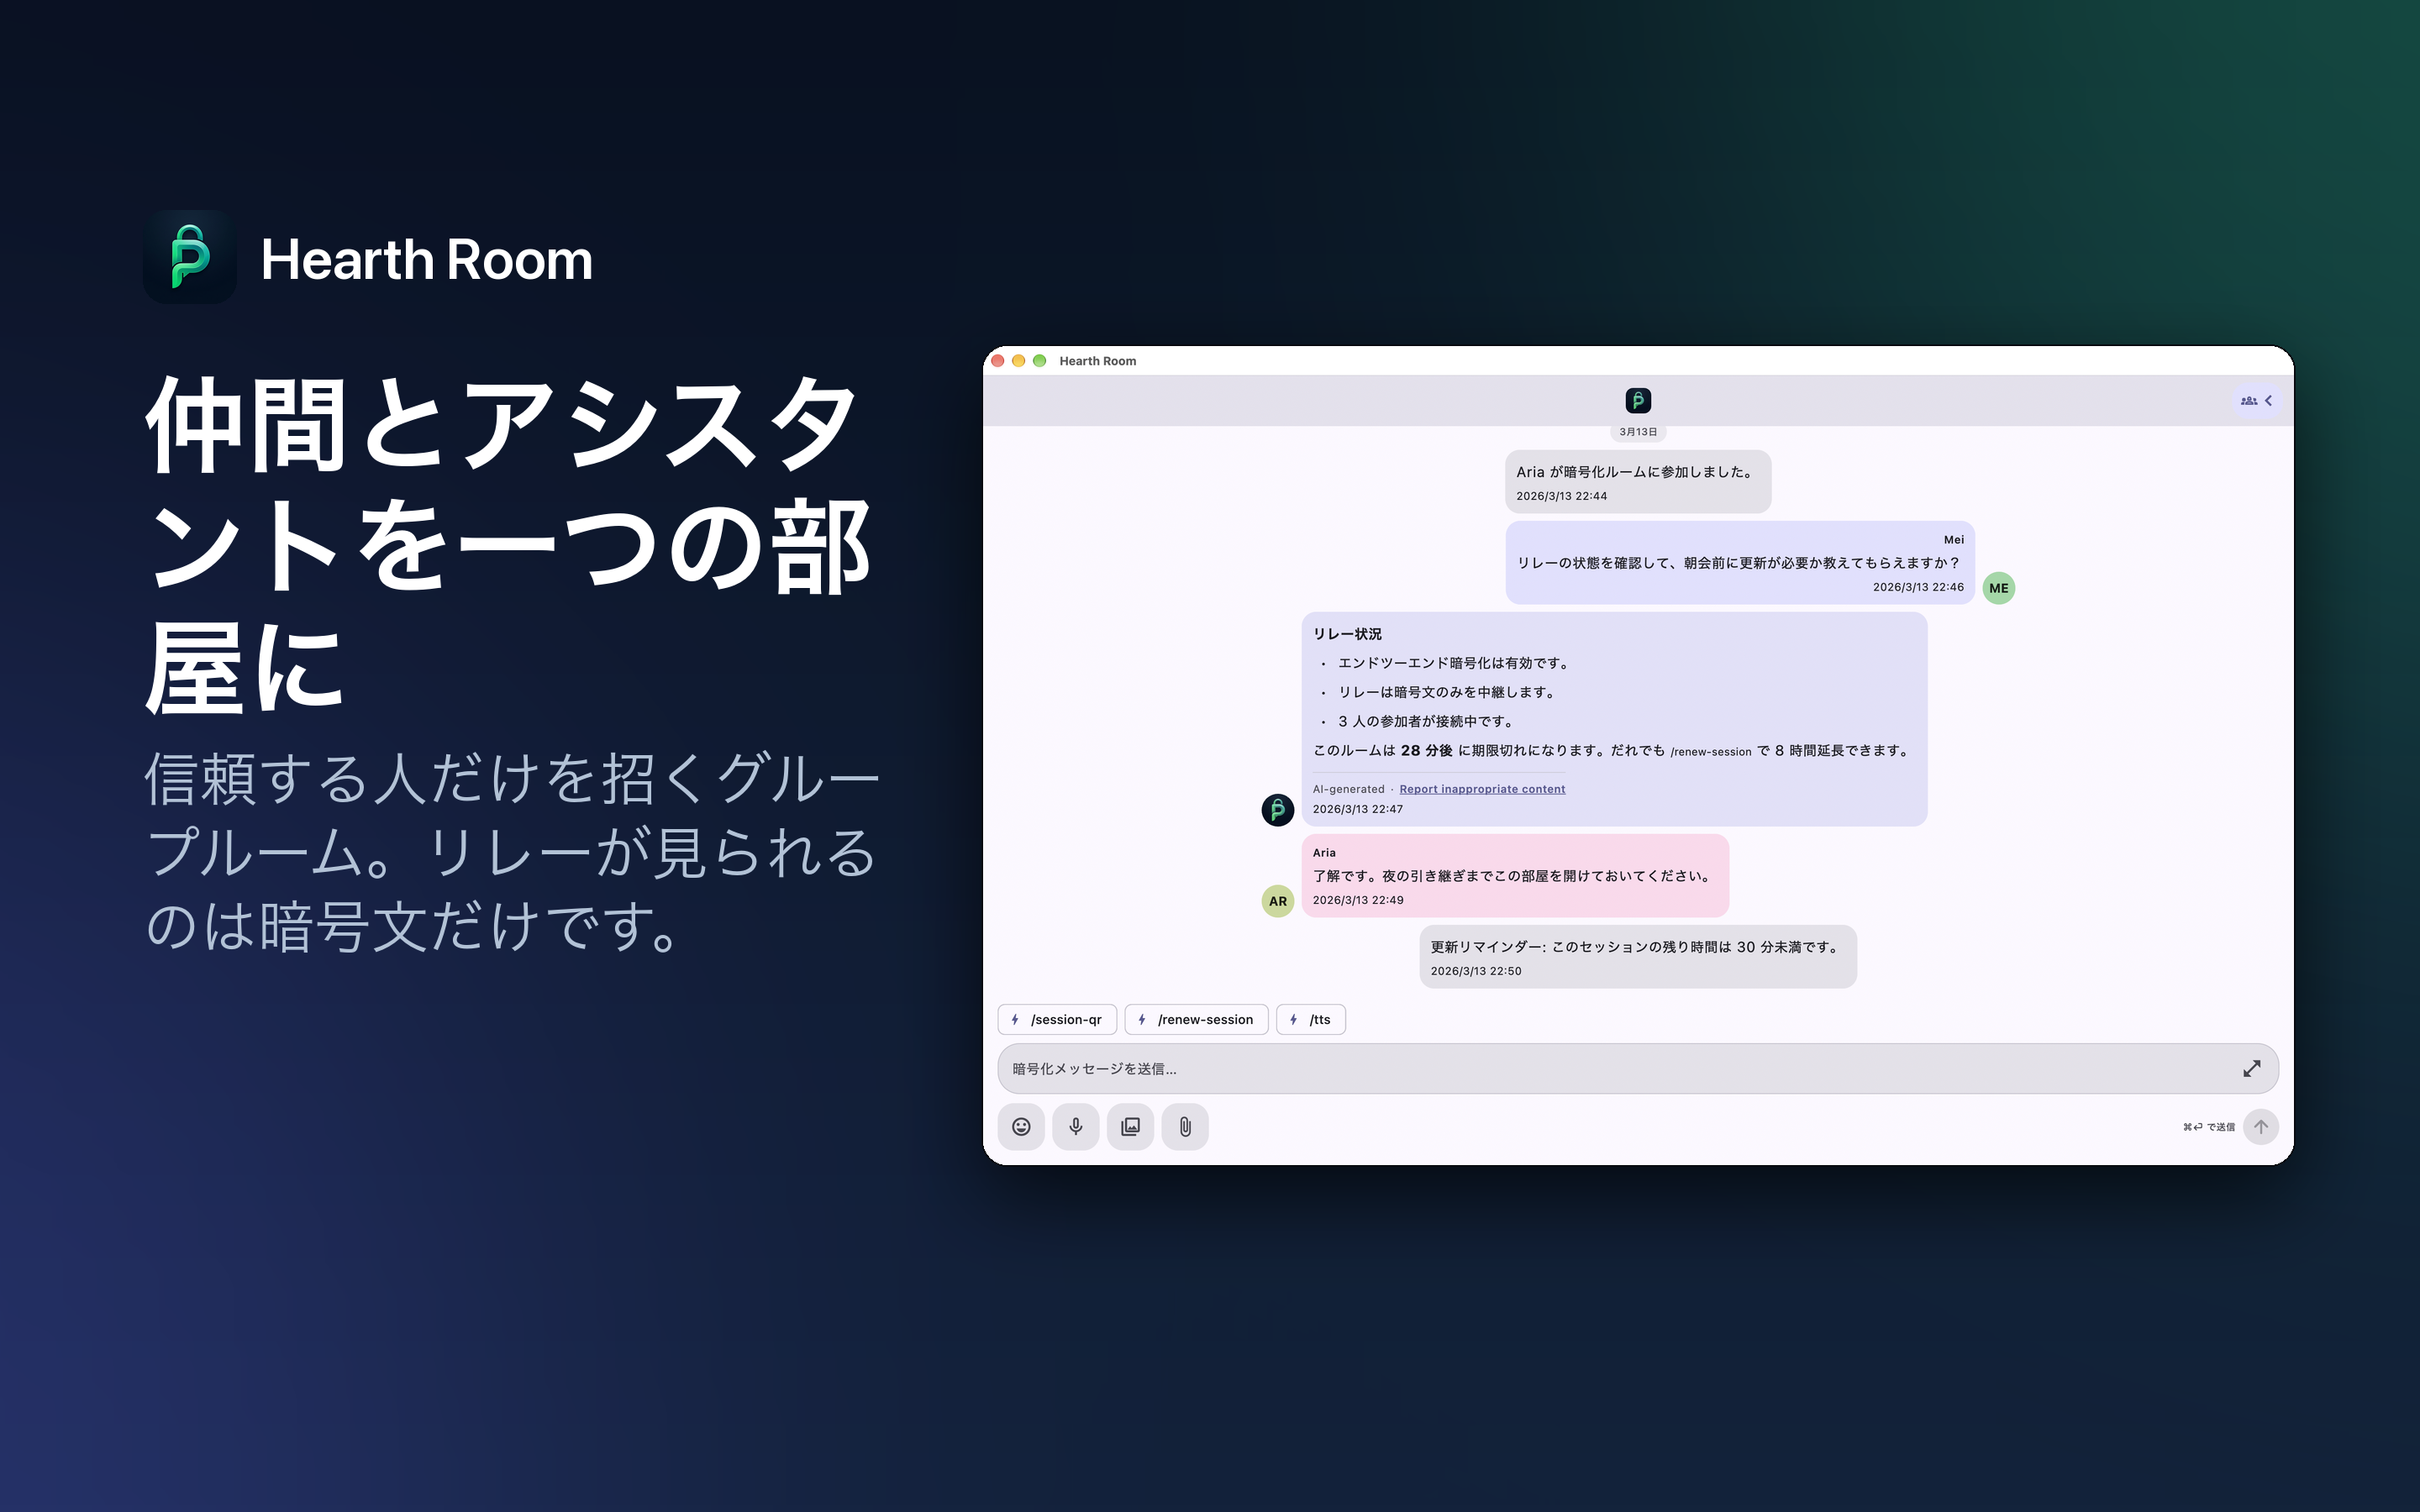 Hearth Room
仲間とアシスタ
ントを一つの部
屋に
信頼する人だけを招くグルー
プルーム。リレーが見られる
のは暗号文だけです。
Hearth Room
3月13日
Aria が暗号化ルームに参加しました。
2026/3/13 22:44
Mei
リレーの状態を確認して、朝会前に更新が必要か教えてもらえますか？
2026/3/13 22:46
ME
リレー状況
・ エンドツーエンド暗号化は有効です。
・ リレーは暗号文のみを中継します。
・ 3 人の参加者が接続中です。
このルームは 28 分後 に期限切れになります。だれでも /renew-session で 8 時間延長できます。
AI-generated · Report inappropriate content
2026/3/13 22:47
Aria
了解です。夜の引き継ぎまでこの部屋を開けておいてください。
2026/3/13 22:49
AR
更新リマインダー: このセッションの残り時間は 30 分未満です。
2026/3/13 22:50
/session-qr /renew-session /tts
暗号化メッセージを送信...
⌘⏎ で送信